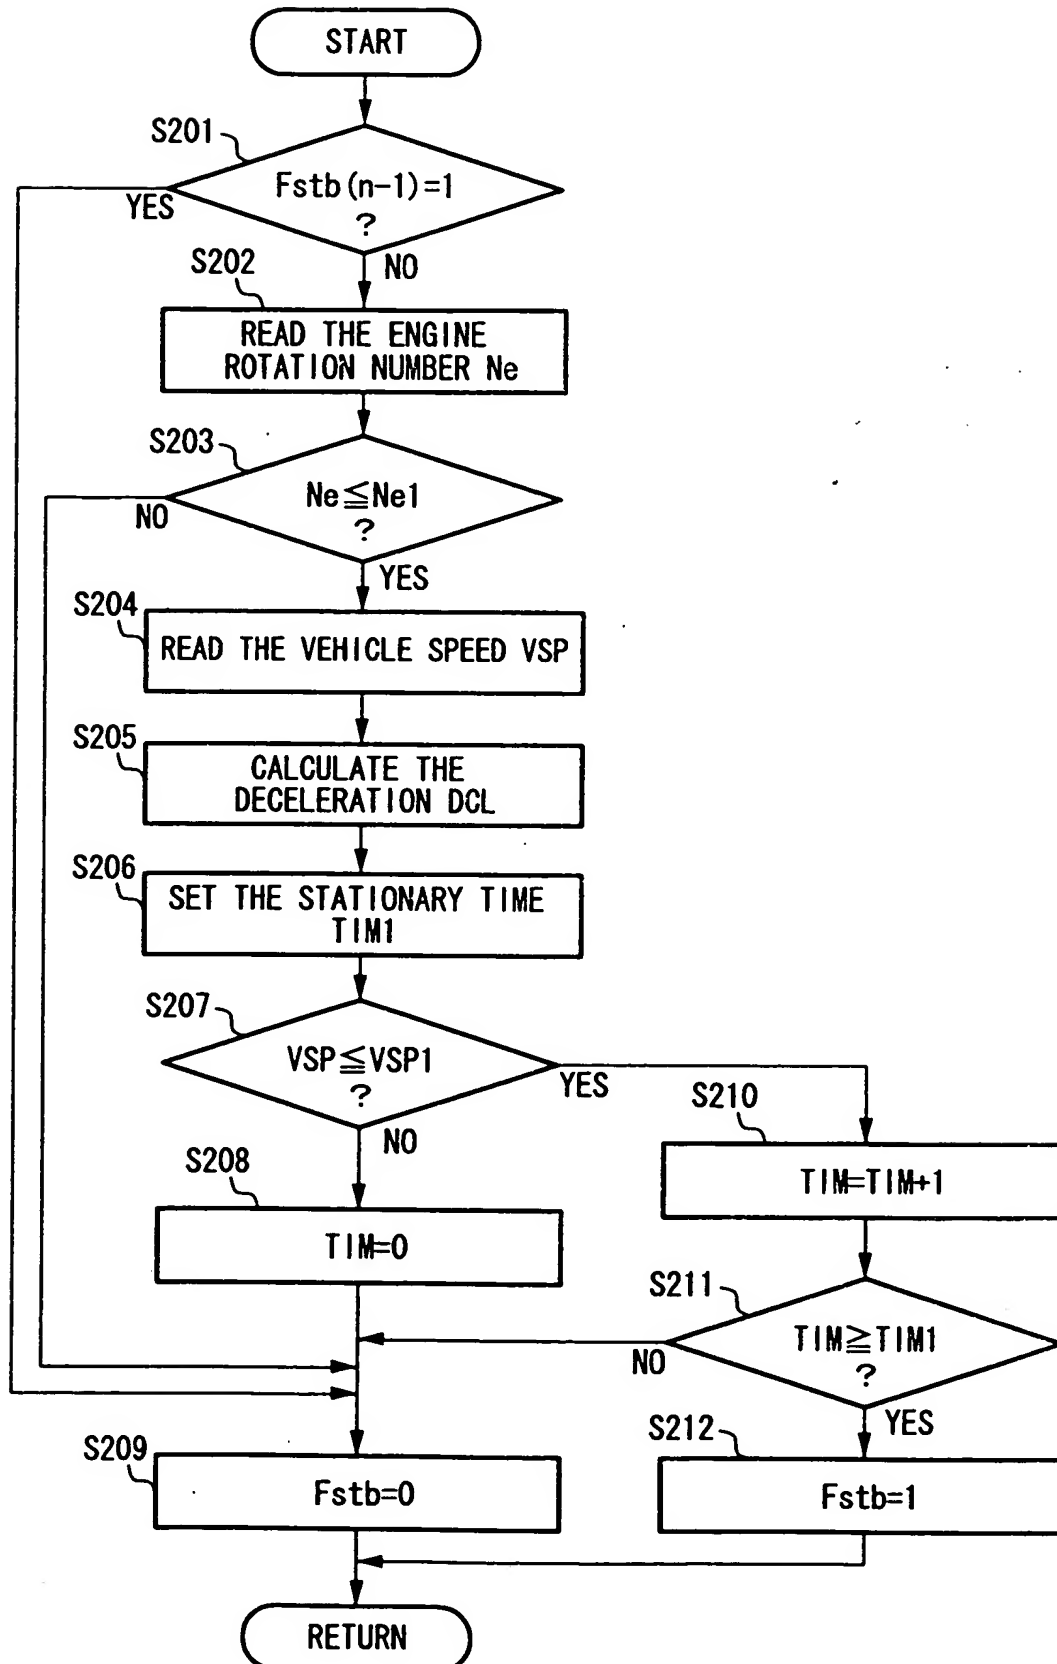 START
S201
Fstb(n-1)=1
?
YES
NO
S202
READ THE ENGINE
ROTATION NUMBER Ne
S203
Ne≦Ne1
?
NO
YES
S204
READ THE VEHICLE SPEED VSP
S205
CALCULATE THE
DECELERATION DCL
S206
SET THE STATIONARY TIME
TIM1
S207
VSP≦VSP1
?
YES
NO
S210
TIM=TIM+1
S208
TIM=0
S211
TIM≧TIM1
?
NO
YES
S209
Fstb=0
S212
Fstb=1
RETURN